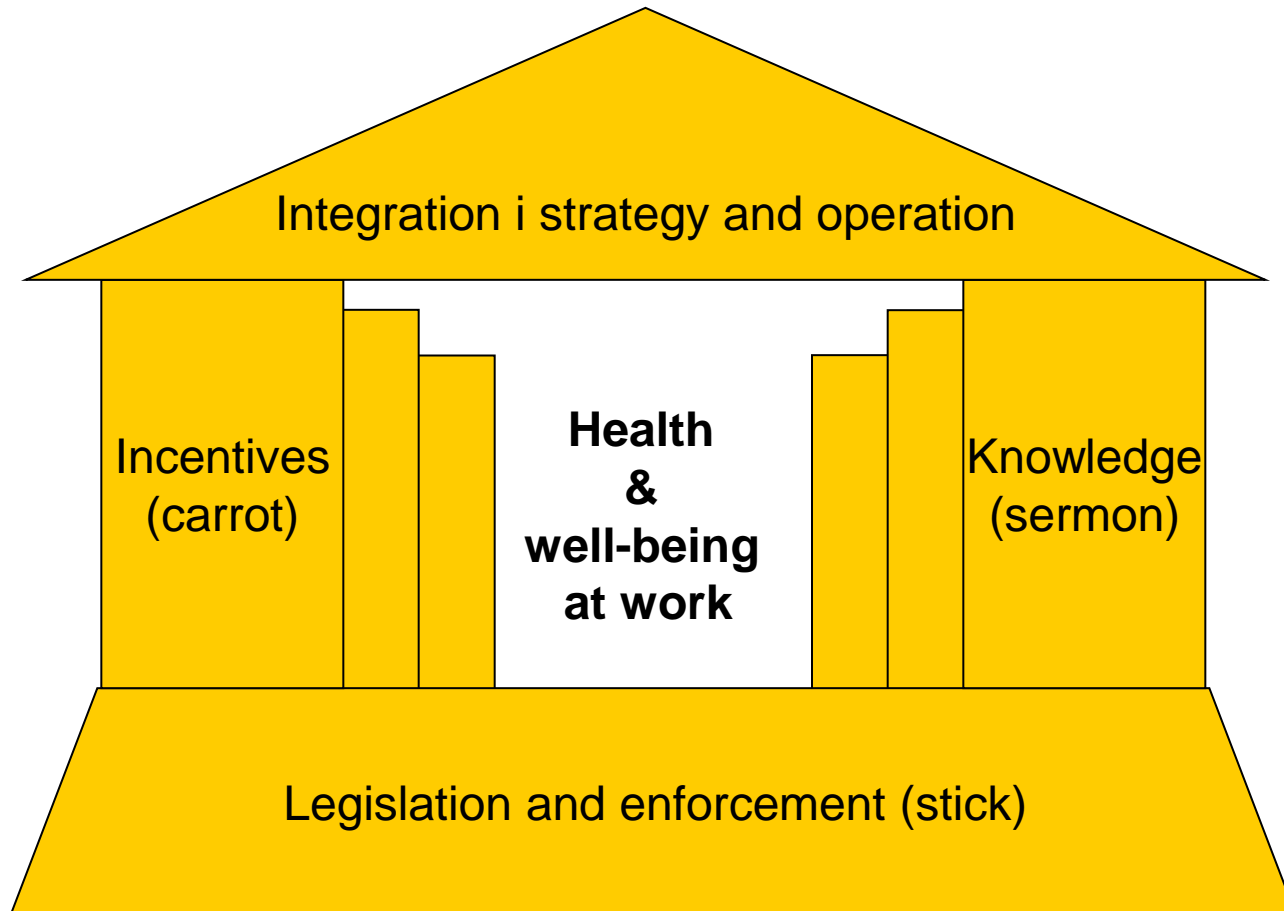 Integration i strategy and operation
Incentives
(carrot)
Health
&
well-being
at work
Knowledge
(sermon)
Legislation and enforcement (stick)